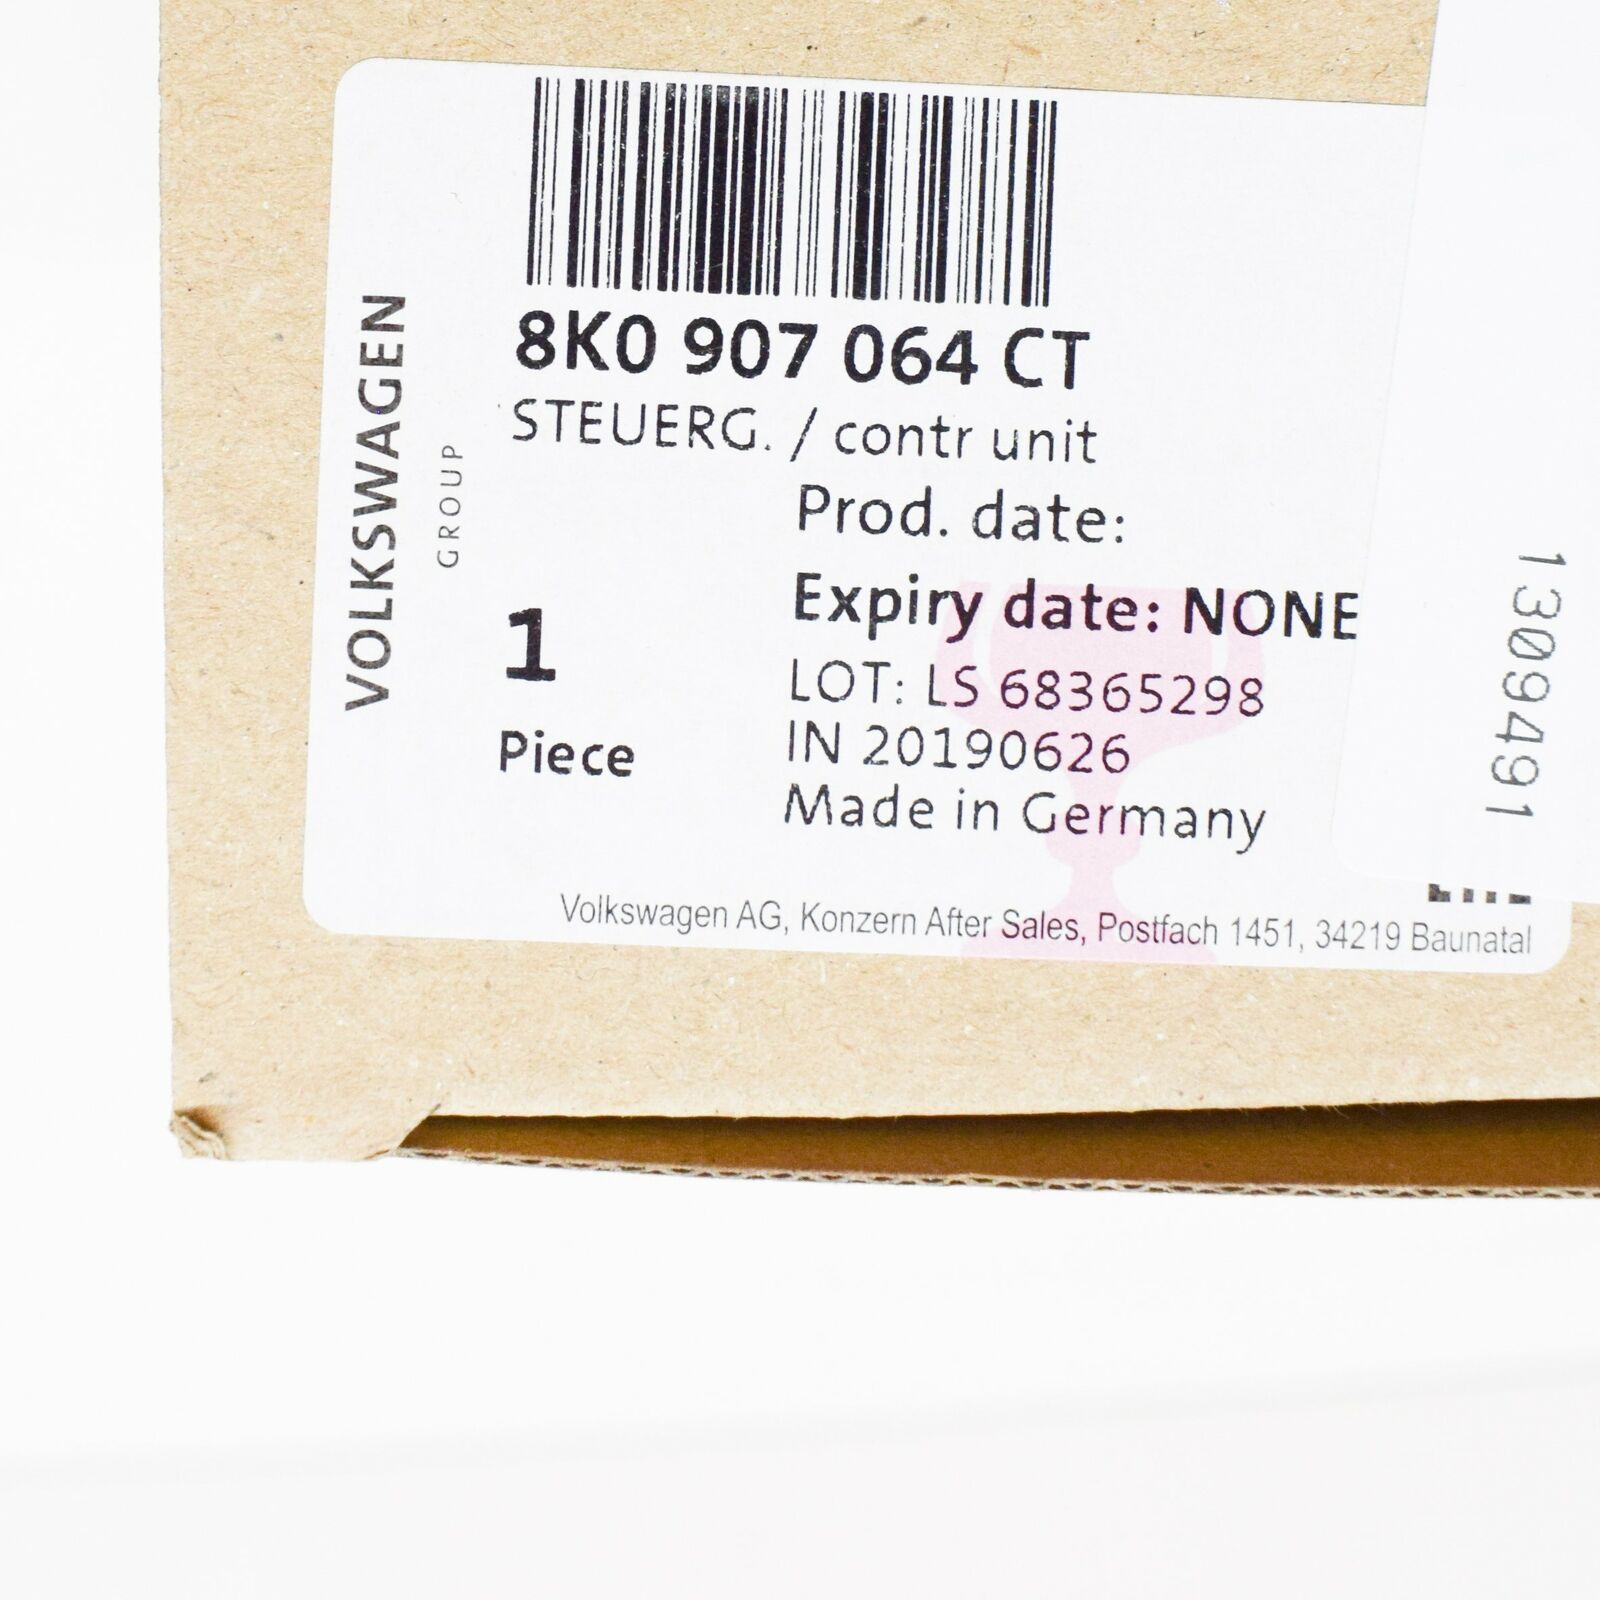 8K0 907 064 CT
STEUERG. / contr unit
Prod. date:
Expiry date: NONE
LOT: LS 68365298
IN 20190626
Made in Germany
1
Piece
VOLKSWAGEN
GROUP
Volkswagen AG, Konzern After Sales, Postfach 1451, 34219 Baunatal
1309491